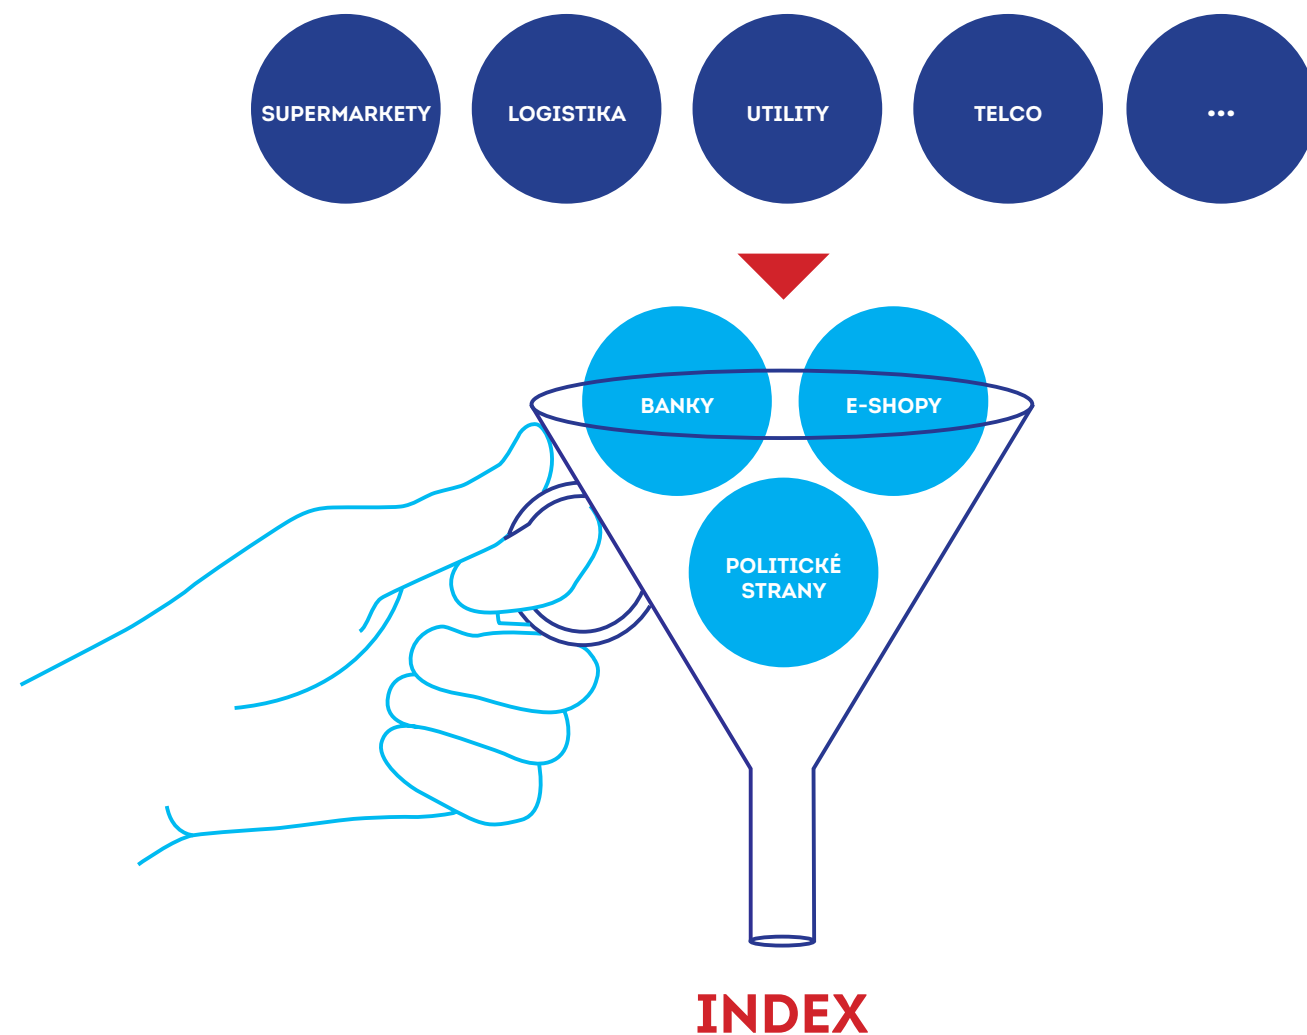 SUPERMARKETY
LOGISTIKA
UTILITY
TELCO
...
BANKY
E-SHOPY
POLITICKÉ
STRANY
INDEX